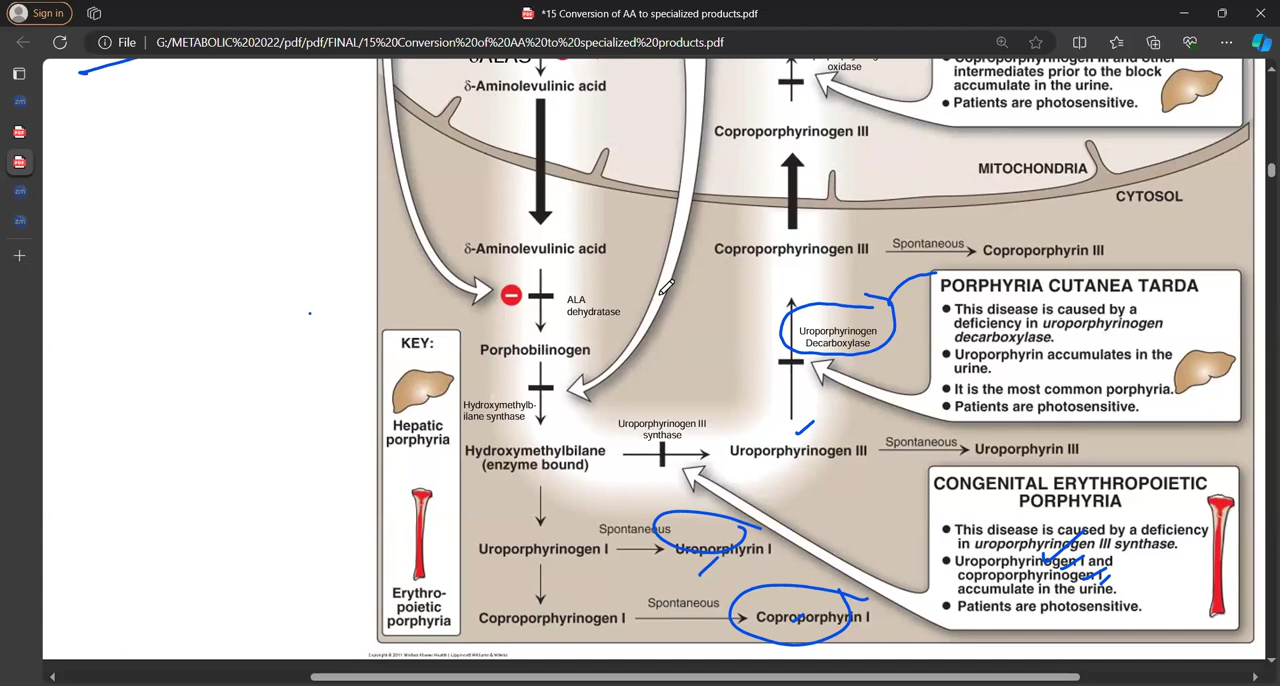 Sign in
*15 Conversion of AA to specialized products.pdf
File
G:/METABOLIC%202022/pdf/pdf/FINAL/15%20Conversion%20of%20AA%20to%20specialized%20products.pdf
δ-Aminolevulinic acid
oxidase
intermediates prior to the block
accumulate in the urine.
• Patients are photosensitive.
Coproporphyrinogen III
MITOCHONDRIA
CYTOSOL
δ-Aminolevulinic acid
ALA
dehydratase
Porphobilinogen
Hydroxymethylb-
ilane synthase
Hydroxymethylbilane
(enzyme bound)
Uroporphyrinogen III
synthase
Uroporphyrinogen III
Spontaneous
Uroporphyrin III
Uroporphyrinogen
Decarboxylase
Coproporphyrinogen III
Spontaneous
Coproporphyrin III
PORPHYRIA CUTANEA TARDA
• This disease is caused by a
deficiency in uroporphyrinogen
decarboxylase.
• Uroporphyrin accumulates in the
urine.
• It is the most common porphyria.
• Patients are photosensitive.
CONGENITAL ERYTHROPOIETIC
PORPHYRIA
• This disease is caused by a deficiency
in uroporphyrinogen III synthase.
• Uroporphyrinogen I and
coproporphyrinogen I
accumulate in the urine.
• Patients are photosensitive.
Spontaneous
Uroporphyrinogen I
Uroporphyrin I
Spontaneous
Coproporphyrinogen I
Coproporphyrin I
KEY:
Hepatic
porphyria
Erythro-
poietic
porphyria